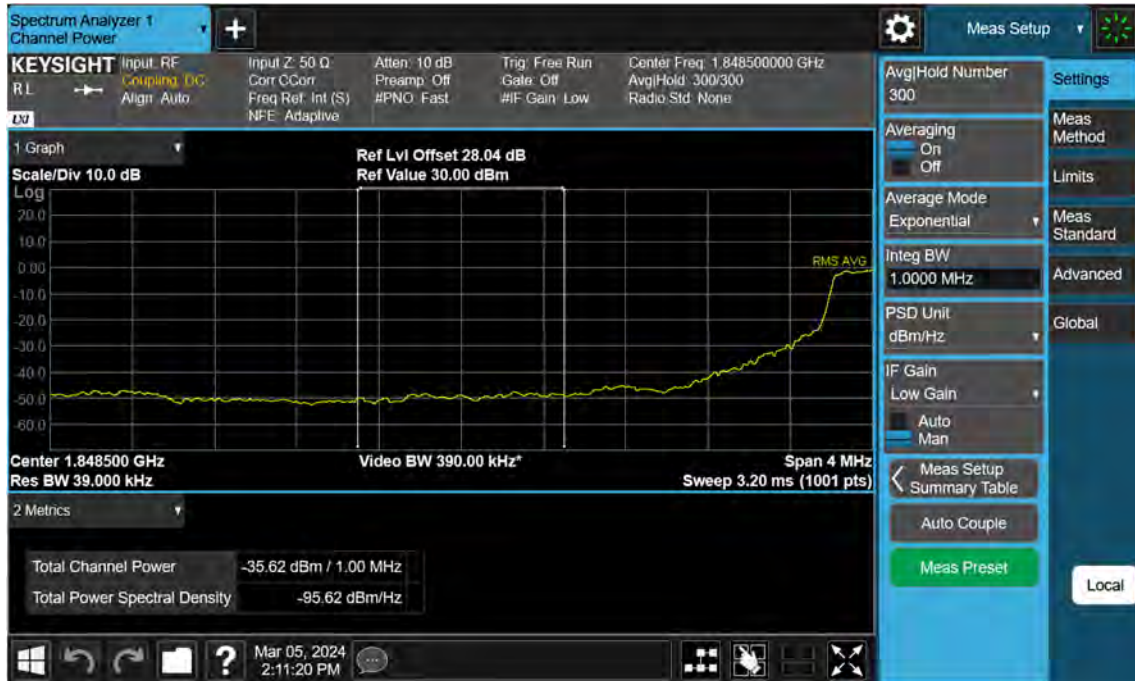 Spectrum Analyzer 1
Channel Power
+
Meas Setup
KEYSIGHT
RL
LXI
Input: RF
Coupling: DC
Align: Auto
Input Z: 50 Ω
Corr CCorr
Freq Ref: Int (S)
NFE: Adaptive
Atten: 10 dB
Preamp: Off
#PNO: Fast
Trig: Free Run
Gate: Off
#IF Gain: Low
Center Freq: 1.848500000 GHz
Avg|Hold: 300/300
Radio Std: None
1 Graph
Scale/Div 10.0 dB
Ref Lvl Offset 28.04 dB
Ref Value 30.00 dBm
Log
20.0
10.0
0.00
-10.0
-20.0
-30.0
-40.0
-50.0
-60.0
RMS AVG
Center 1.848500 GHz
Video BW 390.00 kHz*
Span 4 MHz
Res BW 39.000 kHz
Sweep 3.20 ms (1001 pts)
2 Metrics
Total Channel Power -35.62 dBm / 1.00 MHz
Total Power Spectral Density -95.62 dBm/Hz
?
Mar 05, 2024
2:11:20 PM
Avg|Hold Number
300
Averaging
On
Off
Average Mode
Exponential
Integ BW
1.0000 MHz
PSD Unit
dBm/Hz
IF Gain
Low Gain
Auto
Man
Meas Setup
Summary Table
Auto Couple
Meas Preset
Settings
Meas
Method
Limits
Meas
Standard
Advanced
Global
Local